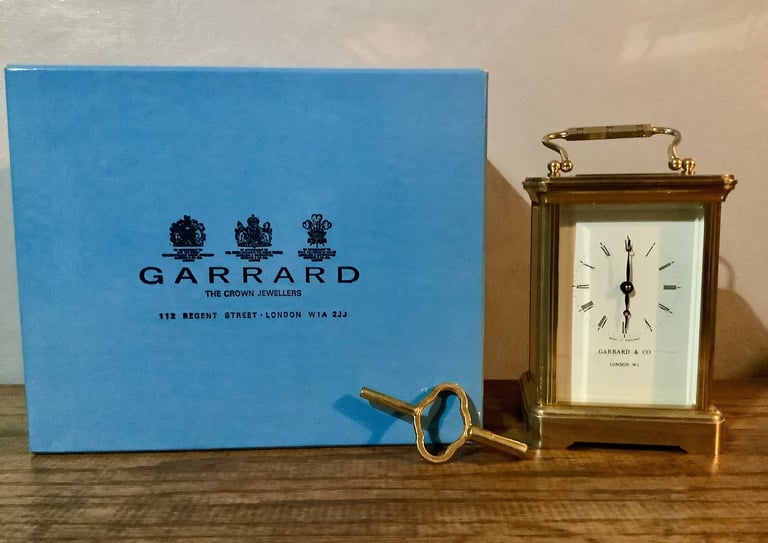 GARRARD
THE CROWN JEWELLERS
112 REGENT STREET · LONDON W1A 2JJ
GARRARD & CO
LONDON W1